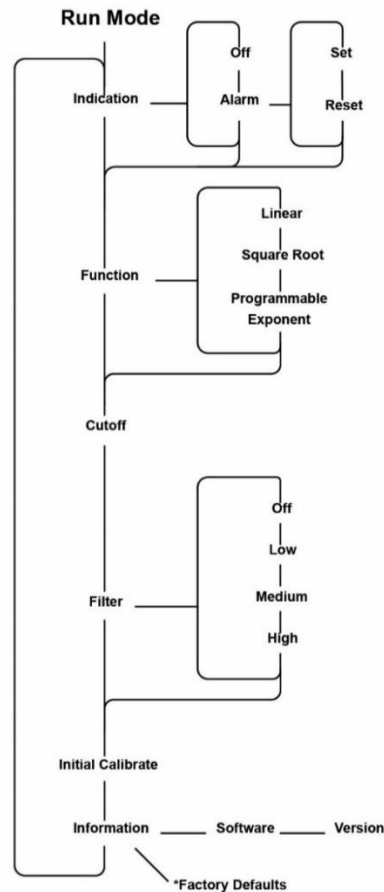 Run Mode
Off
Set
Indication
Alarm
Reset
Linear
Function
Square Root
Programmable
Exponent
Cutoff
Off
Low
Filter
Medium
High
Initial Calibrate
Information
Software
Version
*Factory Defaults